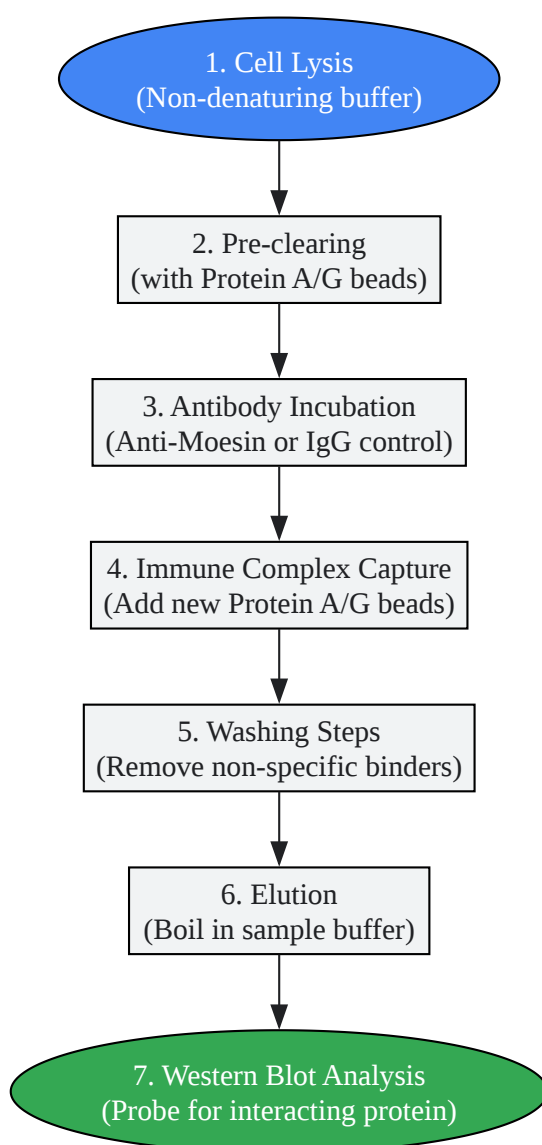 1. Cell Lysis
(Non-denaturing buffer)
2. Pre-clearing
(with Protein A/G beads)
3. Antibody Incubation
(Anti-Moesin or IgG control)
4. Immune Complex Capture
(Add new Protein A/G beads)
5. Washing Steps
(Remove non-specific binders)
6. Elution
(Boil in sample buffer)
7. Western Blot Analysis
(Probe for interacting protein)